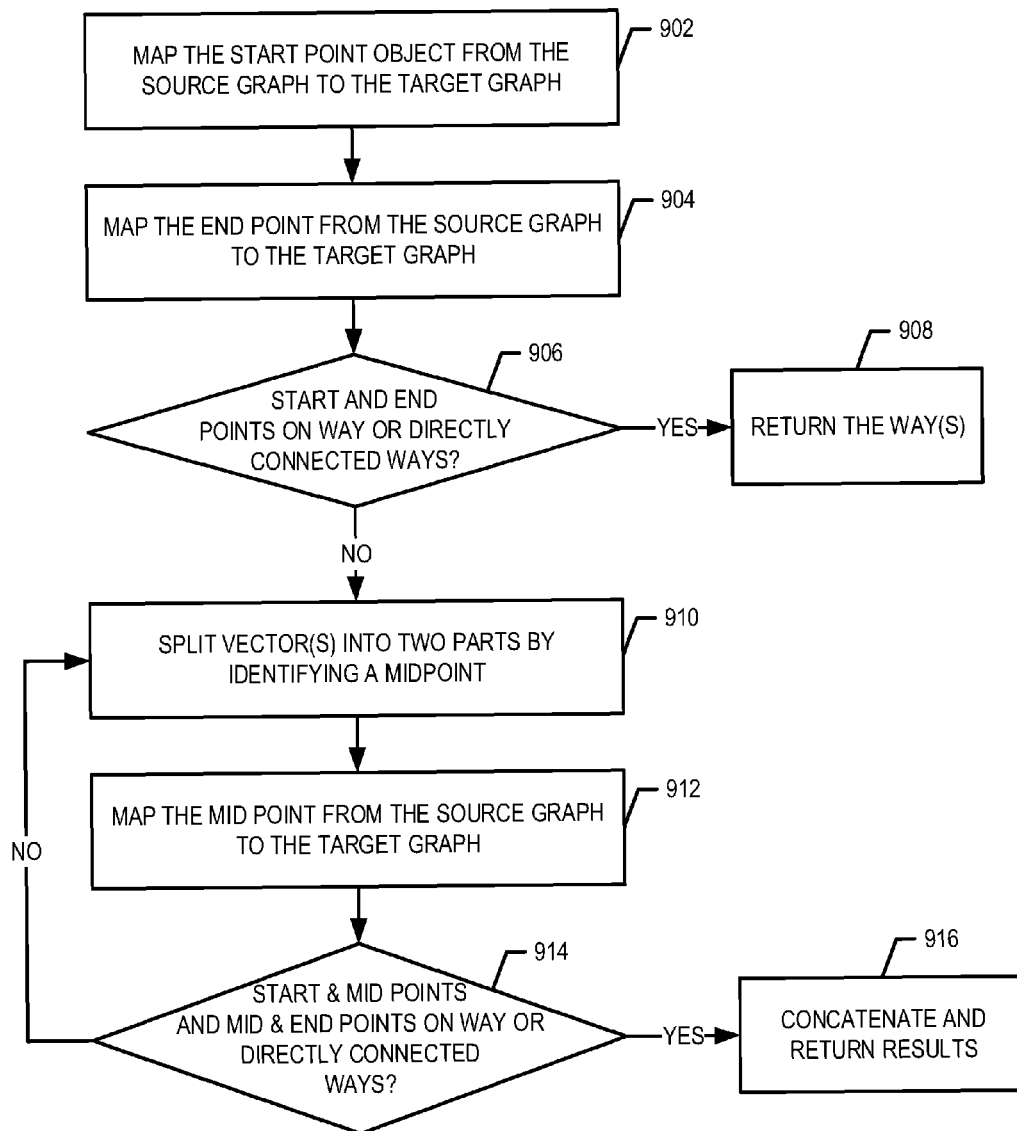 902
MAP THE START POINT OBJECT FROM THE
SOURCE GRAPH TO THE TARGET GRAPH
904
MAP THE END POINT FROM THE SOURCE GRAPH
TO THE TARGET GRAPH
906
START AND END
POINTS ON WAY OR DIRECTLY
CONNECTED WAYS?
YES
908
RETURN THE WAY(S)
NO
910
SPLIT VECTOR(S) INTO TWO PARTS BY
IDENTIFYING A MIDPOINT
912
MAP THE MID POINT FROM THE SOURCE GRAPH
TO THE TARGET GRAPH
NO
914
START & MID POINTS
AND MID & END POINTS ON WAY OR
DIRECTLY CONNECTED
WAYS?
YES
916
CONCATENATE AND
RETURN RESULTS